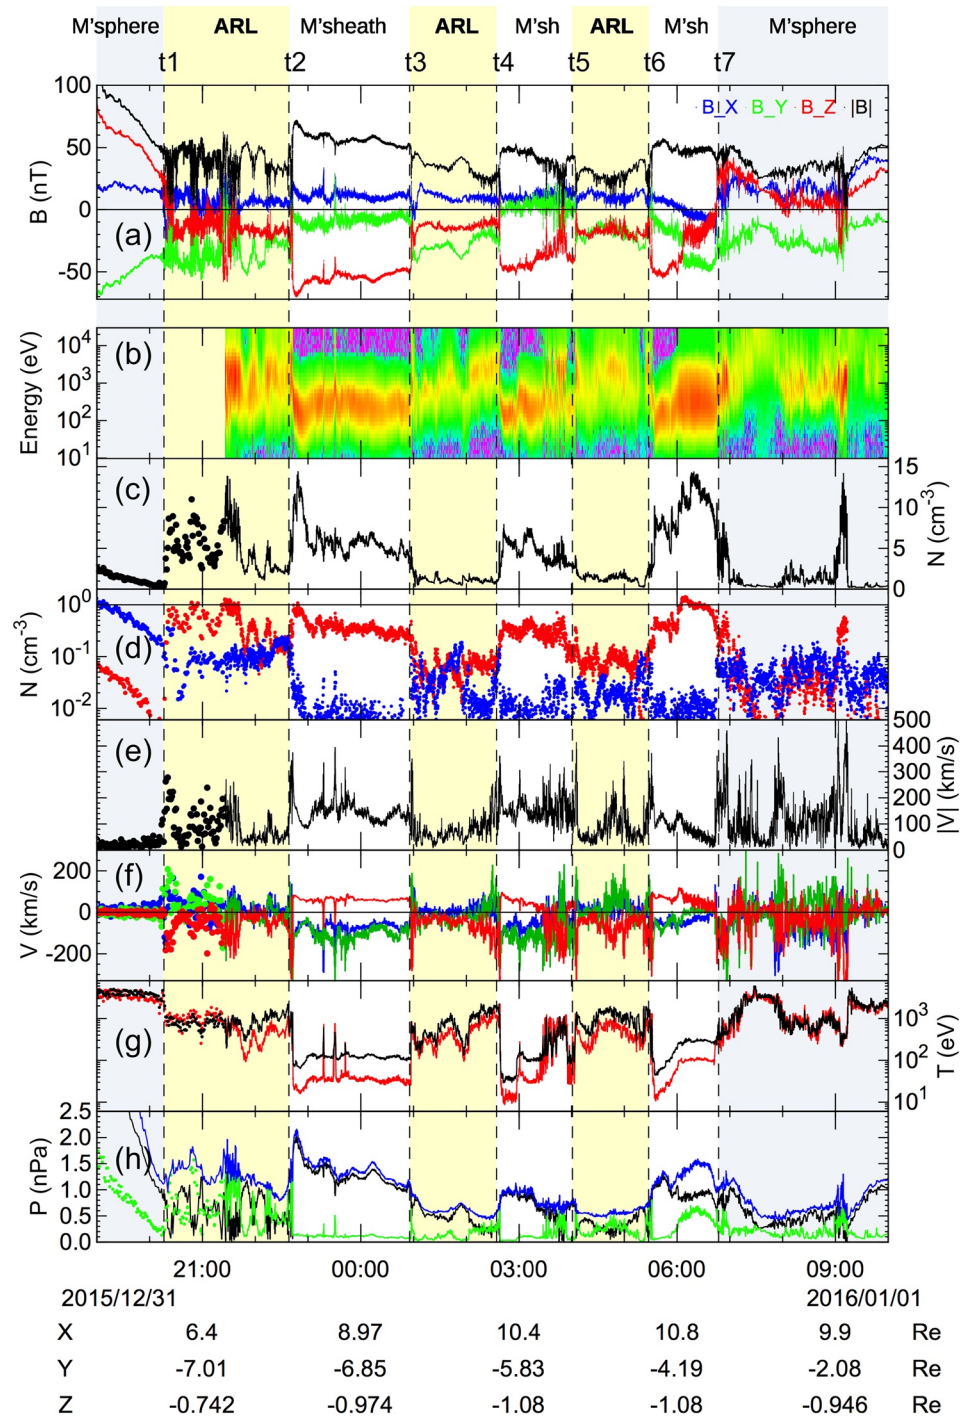 M'sphere ARL M'sheath ARL M'sh ARL M'sh M'sphere
t1 t2 t3 t4 t5 t6 t7
100
50
0
-50
B (nT)
(a)
B_X B_Y B_Z |B|
10⁴
10³
10²
10¹
Energy (eV)
(b)
(c)
15
10
5
0
N (cm⁻³)
10⁰
10⁻¹
10⁻²
N (cm⁻³)
(d)
(e)
500
400
300
200
100
0
|V| (km/s)
200
0
-200
V (km/s)
(f)
(g)
10³
10²
10¹
T (eV)
2.5
2.0
1.5
1.0
0.5
0.0
P (nPa)
(h)
21:00 00:00 03:00 06:00 09:00
2015/12/31 2016/01/01
X 6.4 8.97 10.4 10.8 9.9 Re
Y -7.01 -6.85 -5.83 -4.19 -2.08 Re
Z -0.742 -0.974 -1.08 -1.08 -0.946 Re